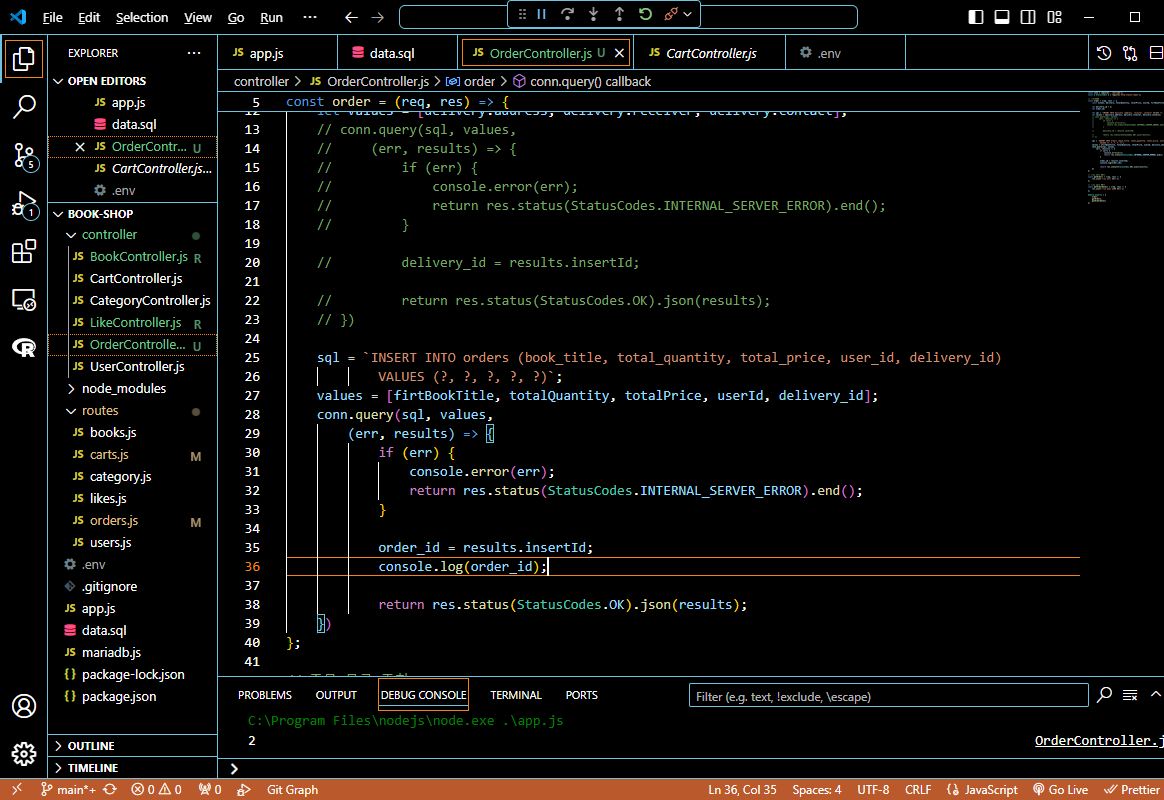 File Edit Selection View Go Run ···
EXPLORER ···
OPEN EDITORS
JS app.js
data.sql
JS OrderContr... U
JS CartController.js...
.env
BOOK-SHOP
controller
JS BookController.js R
JS CartController.js
JS CategoryController.js
JS LikeController.js R
JS OrderControlle... U
JS UserController.js
node_modules
routes
JS books.js
JS carts.js M
JS category.js
JS likes.js
JS orders.js M
JS users.js
.env
.gitignore
JS app.js
data.sql
JS mariadb.js
{} package-lock.json
{} package.json
OUTLINE
TIMELINE
5
1
JS app.js
data.sql
JS OrderController.js U
JS CartController.js
.env
controller > JS OrderController.js > order > conn.query() callback
5 const order = (req, res) => {
12 let values = [delivery.address, delivery.receiver, delivery.contact];
13 // conn.query(sql, values,
14 // (err, results) => {
15 // if (err) {
16 // console.error(err);
17 // return res.status(StatusCodes.INTERNAL_SERVER_ERROR).end();
18 // }
19
20 // delivery_id = results.insertId;
21
22 // return res.status(StatusCodes.OK).json(results);
23 // })
24
25 sql = `INSERT INTO orders (book_title, total_quantity, total_price, user_id, delivery_id)
26 VALUES (?, ?, ?, ?, ?)`;
27 values = [firtBookTitle, totalQuantity, totalPrice, userId, delivery_id];
28 conn.query(sql, values,
29 (err, results) => {
30 if (err) {
31 console.error(err);
32 return res.status(StatusCodes.INTERNAL_SERVER_ERROR).end();
33 }
34
35 order_id = results.insertId;
36 console.log(order_id);
37
38 return res.status(StatusCodes.OK).json(results);
39 })
40 };
41
PROBLEMS OUTPUT DEBUG CONSOLE TERMINAL PORTS
Filter (e.g. text, !exclude, \escape)
C:\Program Files\nodejs\node.exe .\app.js
2 OrderController.j
main*+ 0 0 0 Git Graph Ln 36, Col 35 Spaces: 4 UTF-8 CRLF {} JavaScript Go Live Prettier